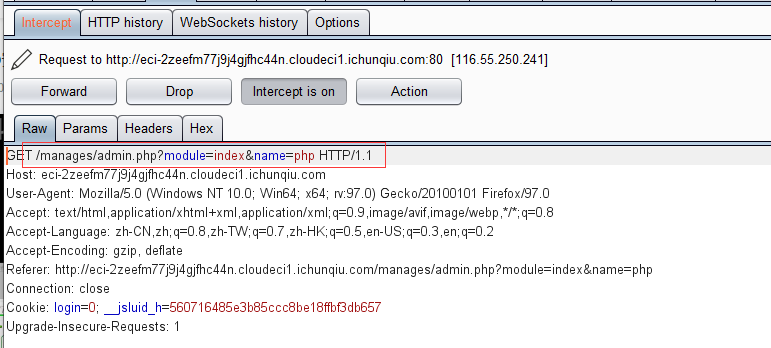 Intercept HTTP history WebSockets history Options
Request to http://eci-2zeefm77j9j4gjfhc44n.cloudeci1.ichunqiu.com:80 [116.55.250.241]
Forward Drop Intercept is on Action
Raw Params Headers Hex
GET /manages/admin.php?module=index&name=php HTTP/1.1
Host: eci-2zeefm77j9j4gjfhc44n.cloudeci1.ichunqiu.com
User-Agent: Mozilla/5.0 (Windows NT 10.0; Win64; x64; rv:97.0) Gecko/20100101 Firefox/97.0
Accept: text/html,application/xhtml+xml,application/xml;q=0.9,image/avif,image/webp,*/*;q=0.8
Accept-Language: zh-CN,zh;q=0.8,zh-TW;q=0.7,zh-HK;q=0.5,en-US;q=0.3,en;q=0.2
Accept-Encoding: gzip, deflate
Referer: http://eci-2zeefm77j9j4gjfhc44n.cloudeci1.ichunqiu.com/manages/admin.php?module=index&name=php
Connection: close
Cookie: login=0; __jsluid_h=560716485e3b85ccc8be18ffbf3db657
Upgrade-Insecure-Requests: 1